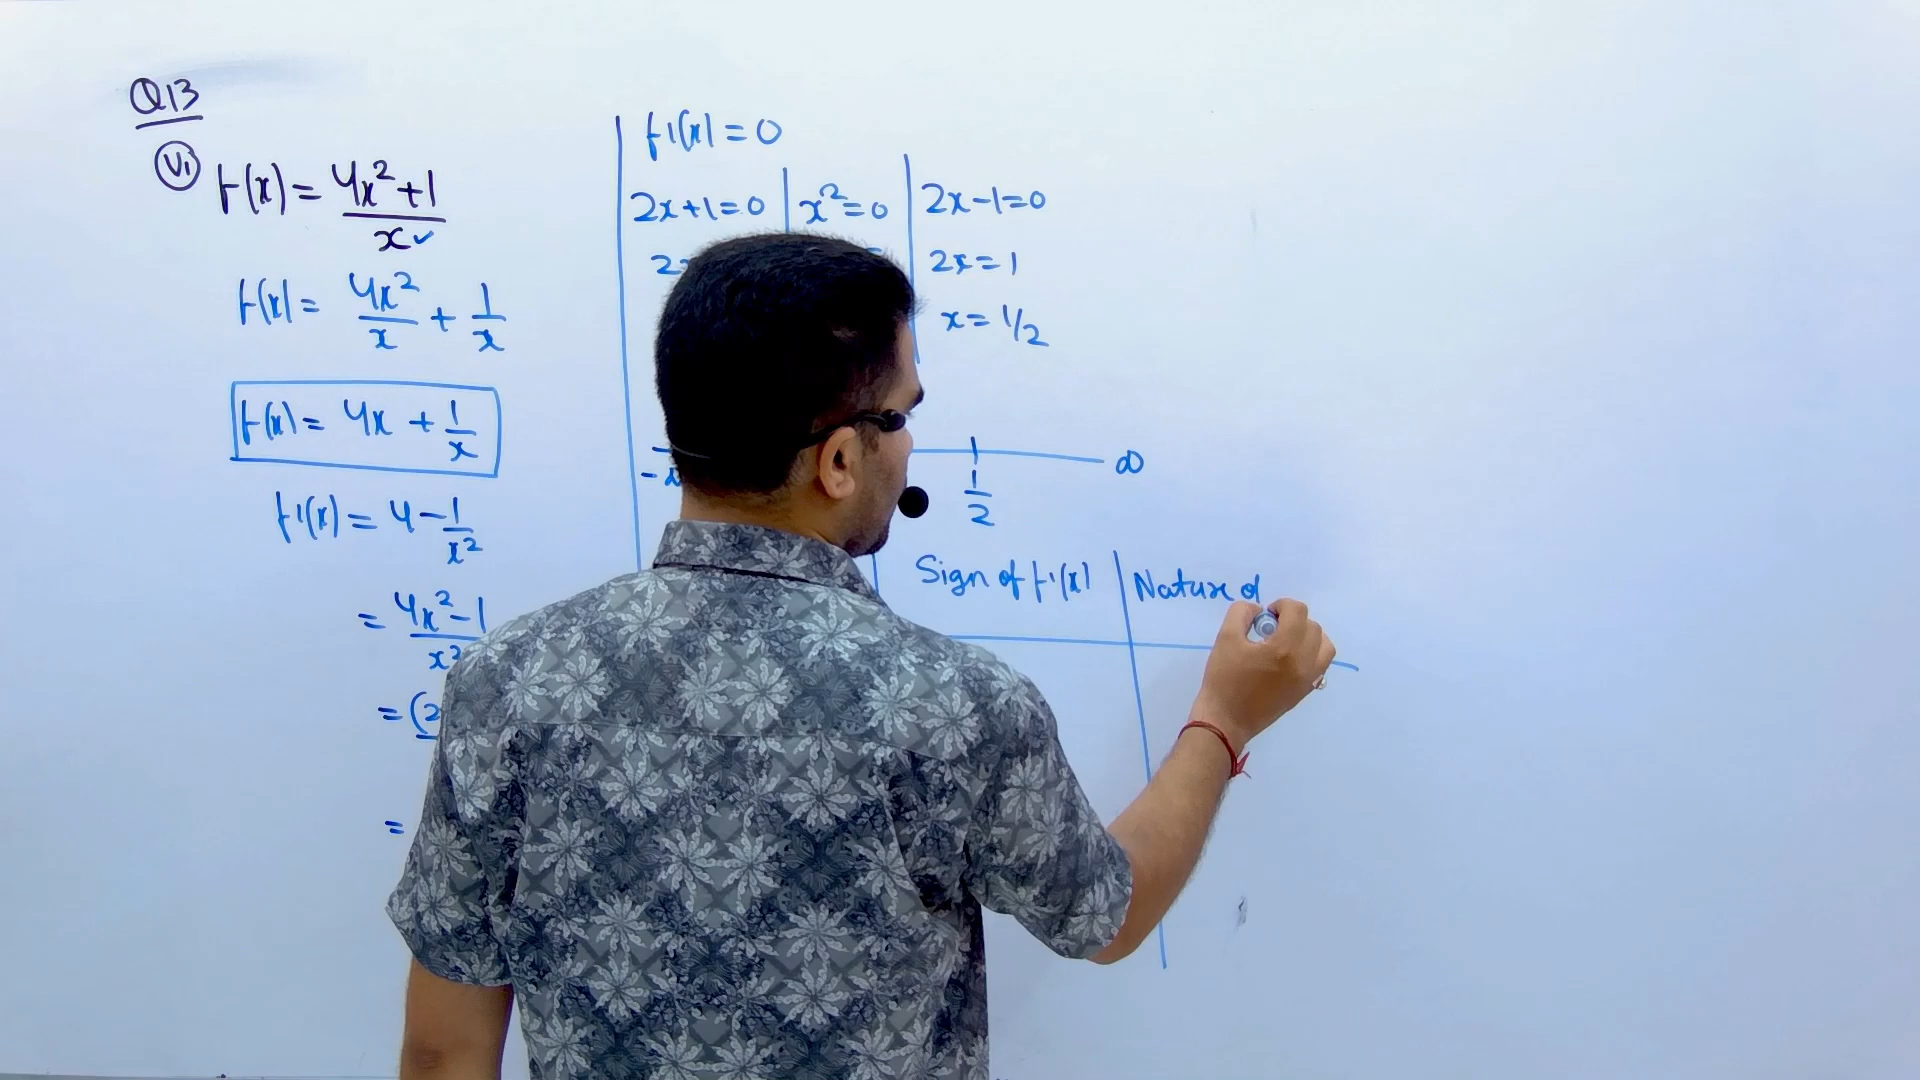 Q13
(vi) f(x) = 4x²+1 / x ✓
f(x) = 4x²/x + 1/x
f(x) = 4x + 1/x
f'(x) = 4 - 1/x²
= 4x²-1 / x²
= (2
=
f'(x) = 0
2x+1=0 | x²=0 | 2x-1=0
2x = 1
x = 1/2
1/2 ∞
Sign of f'(x) | Nature of